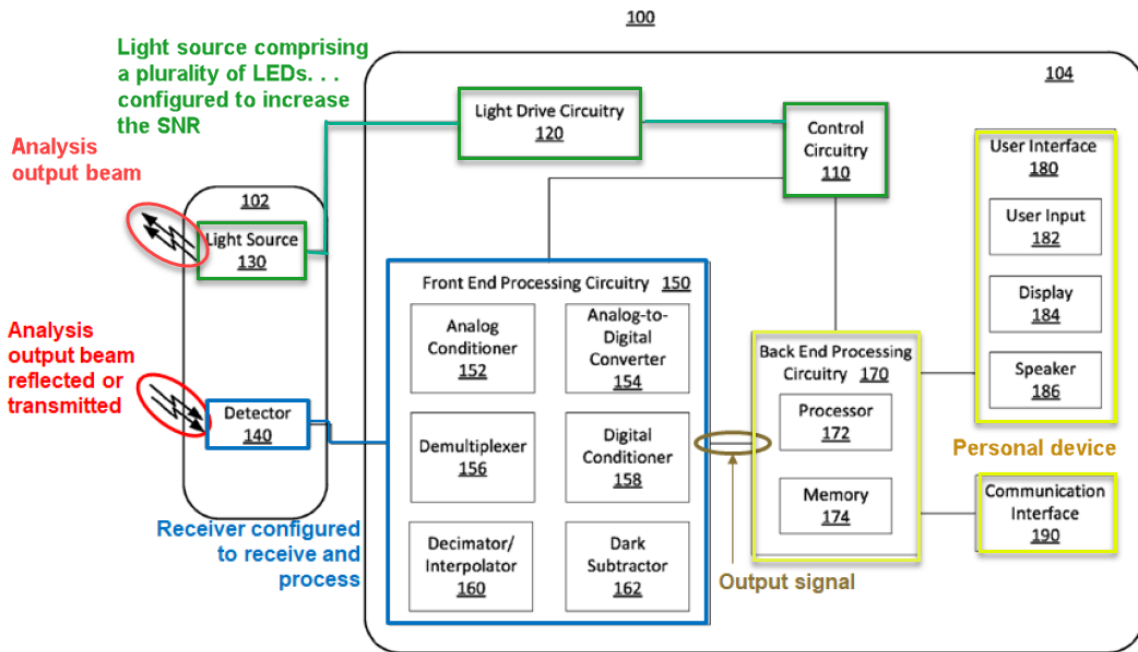 100
104
Light source comprising
a plurality of LEDs. . .
configured to increase
the SNR
Analysis
output beam
102
Light Source
130
Light Drive Circuitry
120
Control
Circuitry
110
User Interface
180
User Input
182
Display
184
Speaker
186
Personal device
Communication
Interface
190
Front End Processing Circuitry 150
Analog
Conditioner
152
Analog-to-
Digital
Converter
154
Demultiplexer
156
Digital
Conditioner
158
Decimator/
Interpolator
160
Dark
Subtractor
162
Back End Processing
Circuitry 170
Processor
172
Memory
174
Output signal
Analysis
output beam
reflected or
transmitted
Detector
140
Receiver configured
to receive and
process